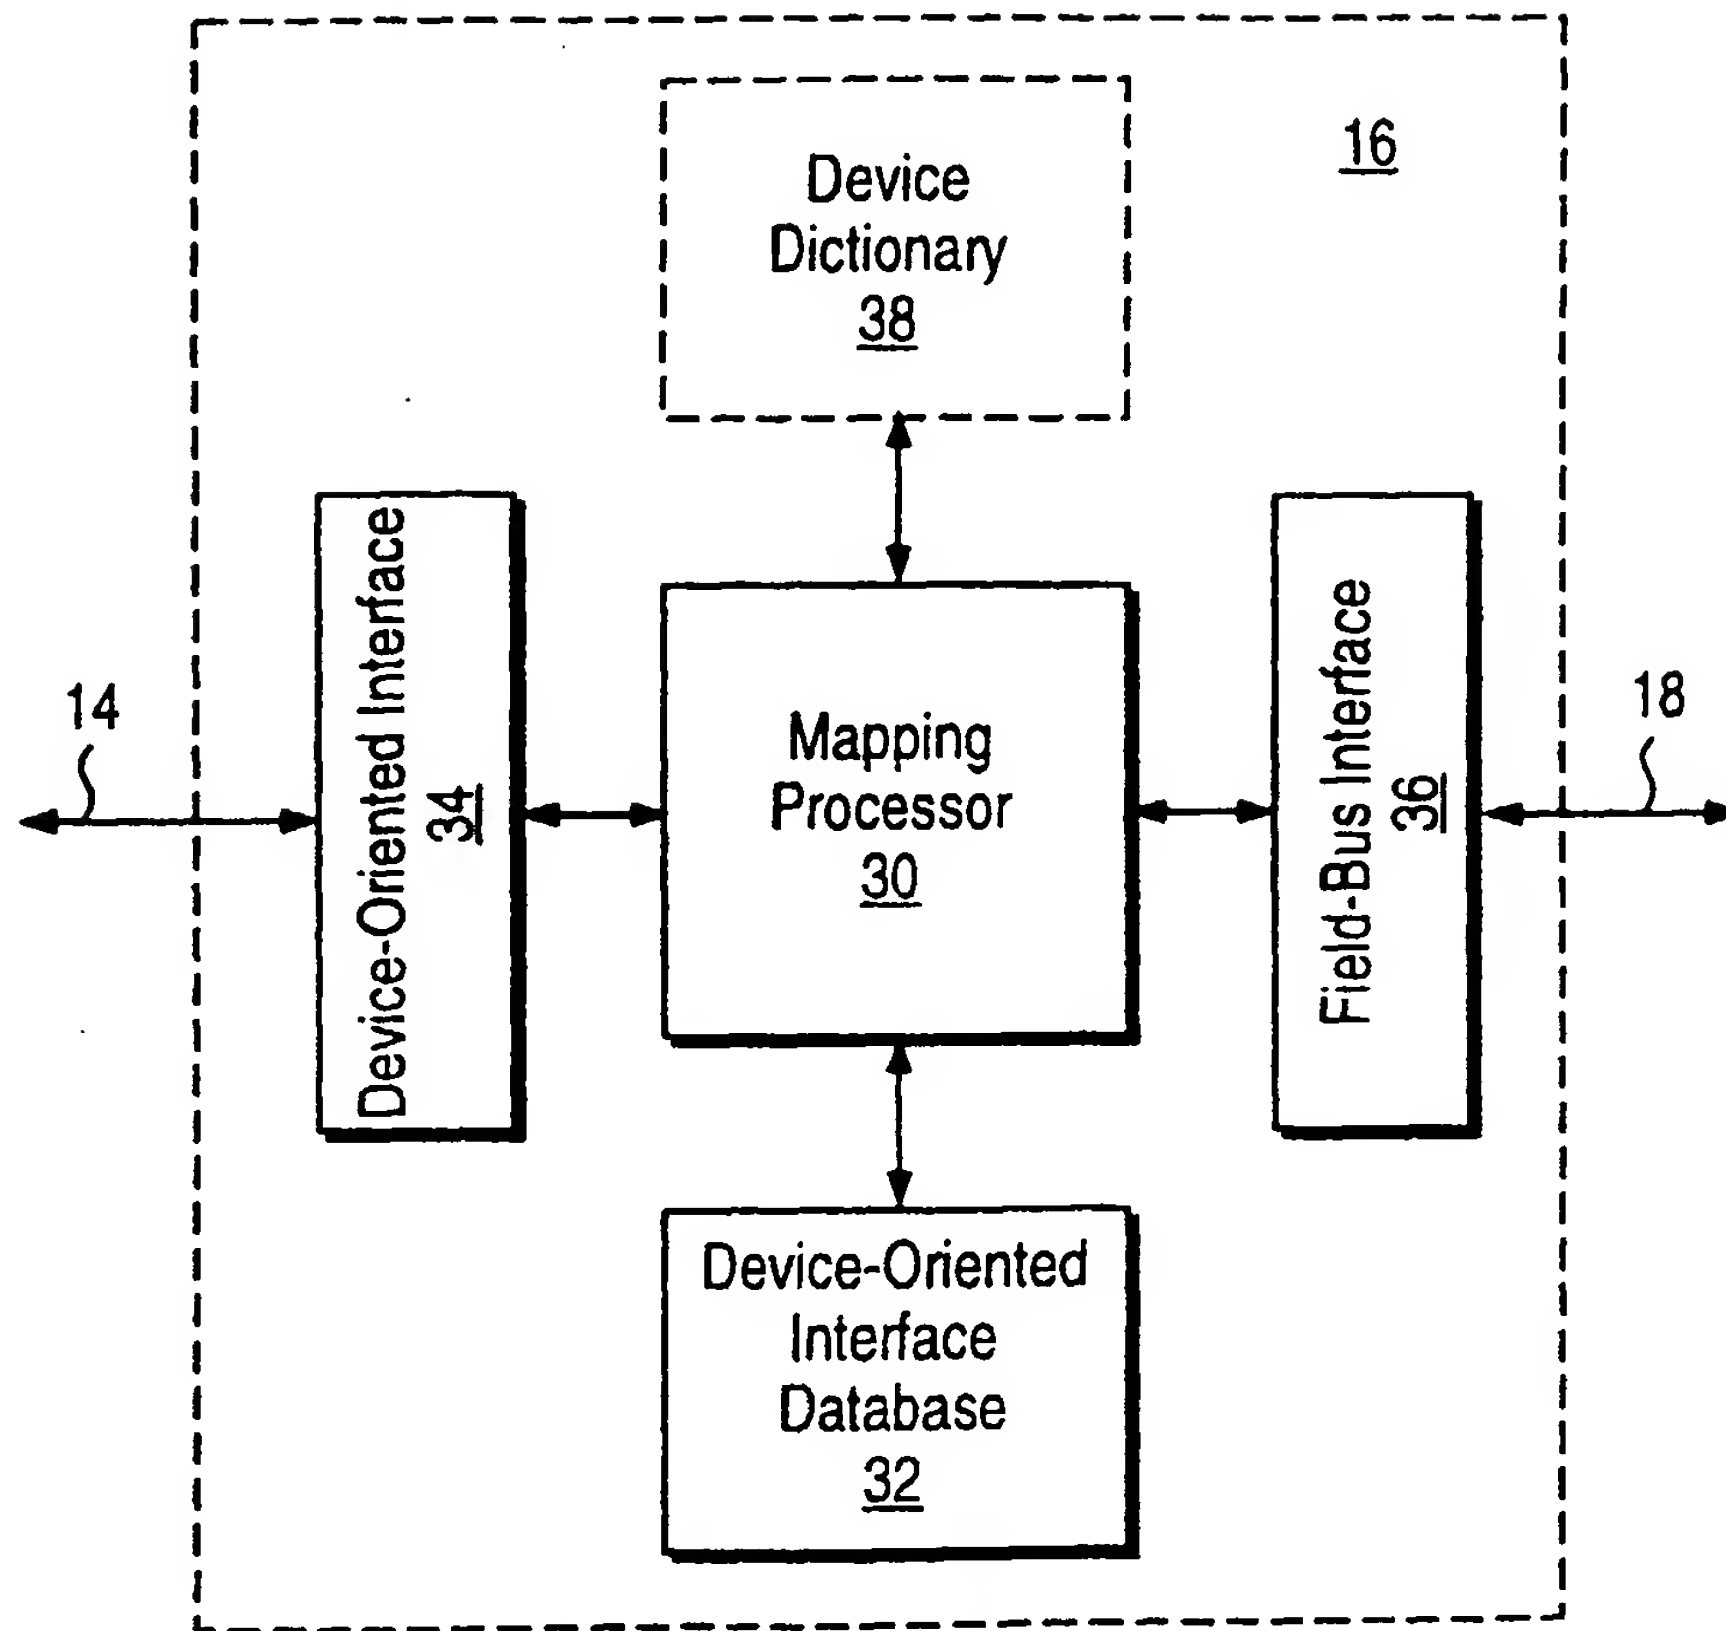 16
Device
Dictionary
38
14
Device-Oriented Interface
34
Mapping
Processor
30
Field-Bus Interface
36
18
Device-Oriented
Interface
Database
32